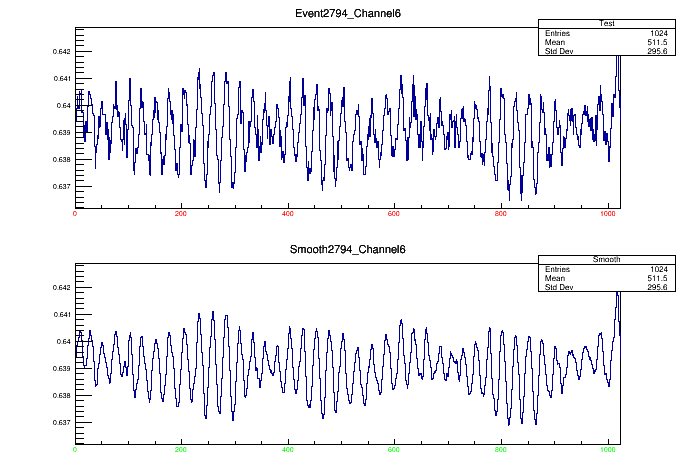 Event2794_Channel6
Test
Entries 1024
Mean 511.5
Std Dev 295.6
0.642
0.641
0.64
0.639
0.638
0.637
0 200 400 600 800 1000
Smooth2794_Channel6
Smooth
Entries 1024
Mean 511.5
Std Dev 295.6
0.642
0.641
0.64
0.639
0.638
0.637
0 200 400 600 800 1000